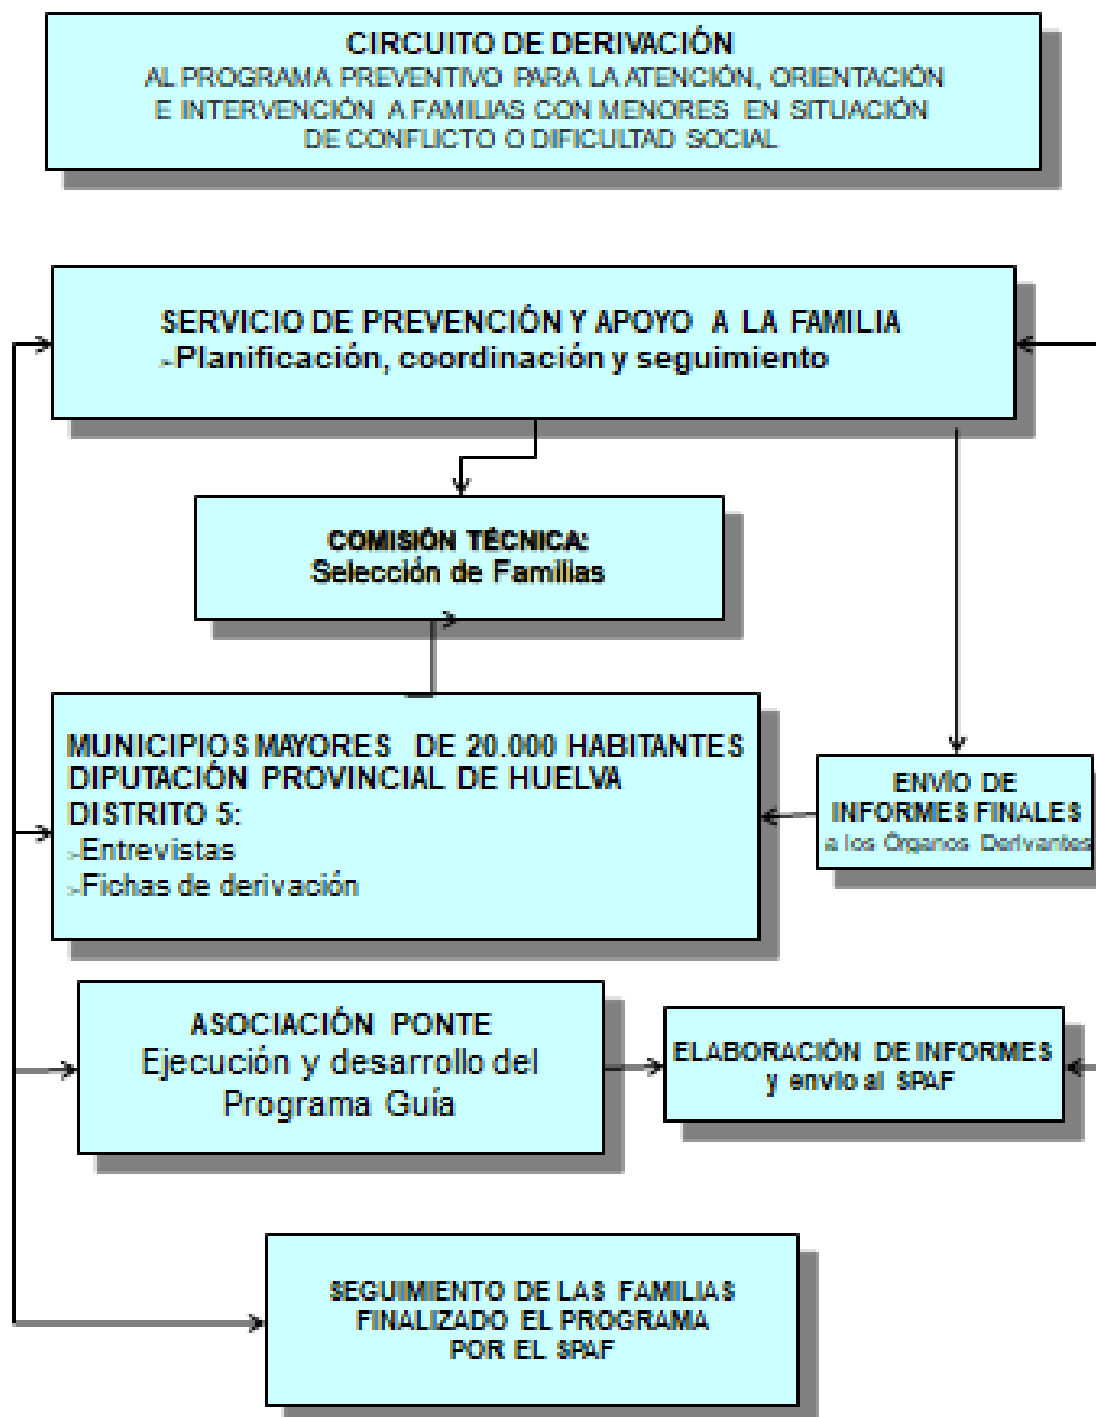 CIRCUITO DE DERIVACIÓN
AL PROGRAMA PREVENTIVO PARA LA ATENCIÓN, ORIENTACIÓN
E INTERVENCIÓN A FAMILIAS CON MENORES EN SITUACIÓN
DE CONFLICTO O DIFICULTAD SOCIAL
SERVICIO DE PREVENCIÓN Y APOYO A LA FAMILIA
➢Planificación, coordinación y seguimiento
COMISIÓN TÉCNICA:
Selección de Familias
MUNICIPIOS MAYORES DE 20.000 HABITANTES
DIPUTACIÓN PROVINCIAL DE HUELVA
DISTRITO 5:
➢Entrevistas
➢Fichas de derivación
ENVÍO DE
INFORMES FINALES
a los Órganos Derivantes
ASOCIACIÓN PONTE
Ejecución y desarrollo del
Programa Guía
ELABORACIÓN DE INFORMES
y envio al SPAF
SEGUIMIENTO DE LAS FAMILIAS
FINALIZADO EL PROGRAMA
POR EL SPAF